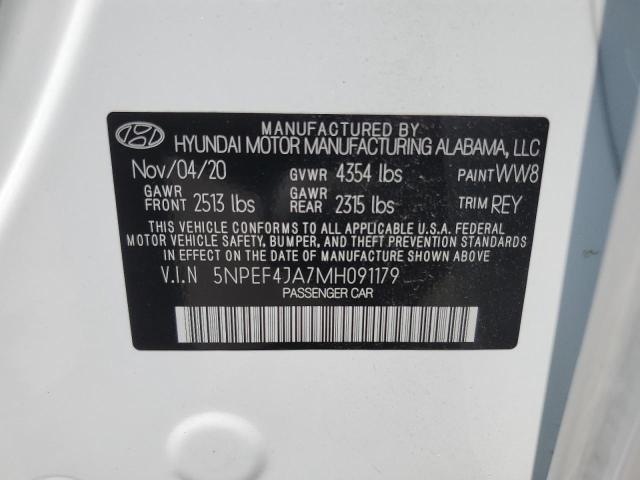 MANUFACTURED BY
HYUNDAI MOTOR MANUFACTURING ALABAMA, LLC
Nov/04/20 GVWR 4354 lbs PAINT WW8
GAWR FRONT 2513 lbs GAWR REAR 2315 lbs TRIM REY
THIS VEHICLE CONFORMS TO ALL APPLICABLE U.S.A. FEDERAL
MOTOR VEHICLE SAFETY, BUMPER, AND THEFT PREVENTION
STANDARDS IN EFFECT ON THE DATE OF MANUFACTURE SHOWN ABOVE.
V.I.N 5NPEF4JA7MH091179
PASSENGER CAR